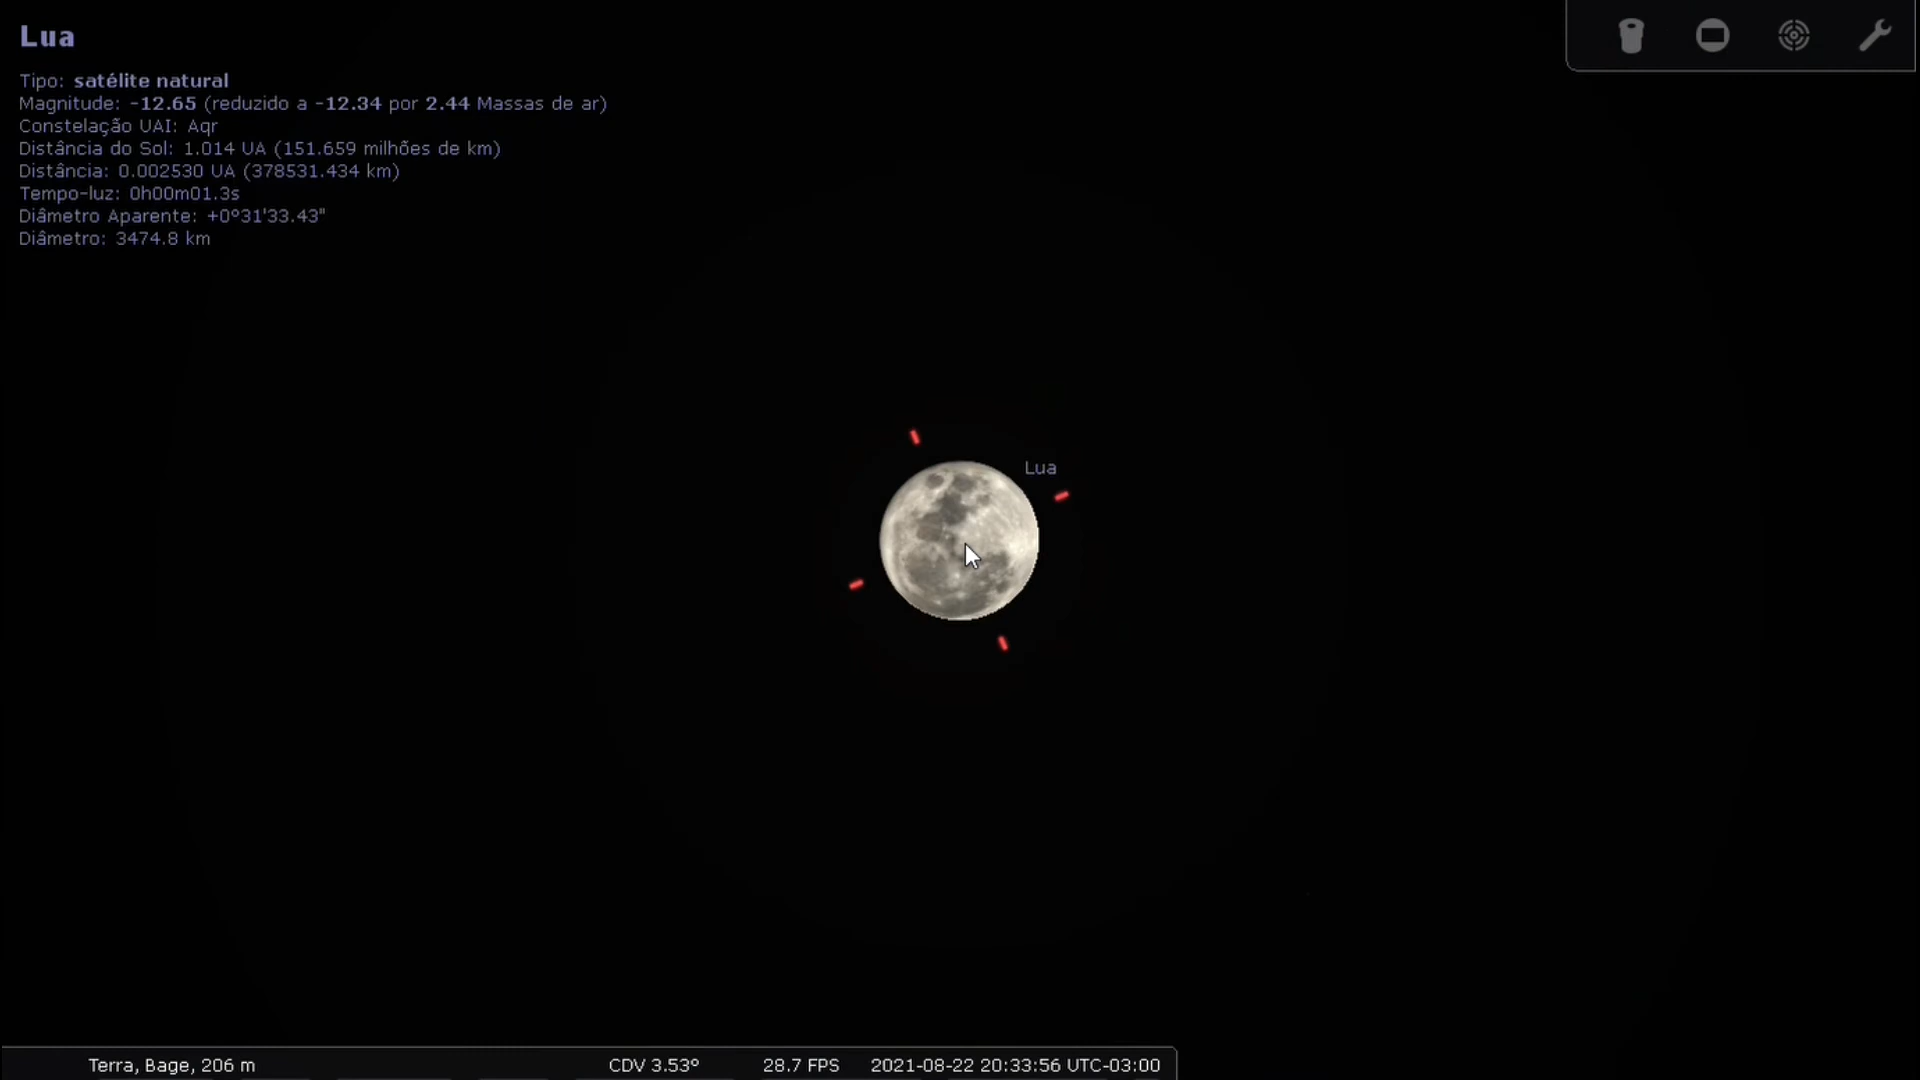 Lua
Tipo: satélite natural
Magnitude: -12.65 (reduzido a -12.34 por 2.44 Massas de ar)
Constelação UAI: Aqr
Distância do Sol: 1.014 UA (151.659 milhões de km)
Distância: 0.002530 UA (378531.434 km)
Tempo-luz: 0h00m01.3s
Diâmetro Aparente: +0°31'33.43"
Diâmetro: 3474.8 km
Lua
Terra, Bage, 206 m CDV 3.53° 28.7 FPS 2021-08-22 20:33:56 UTC-03:00